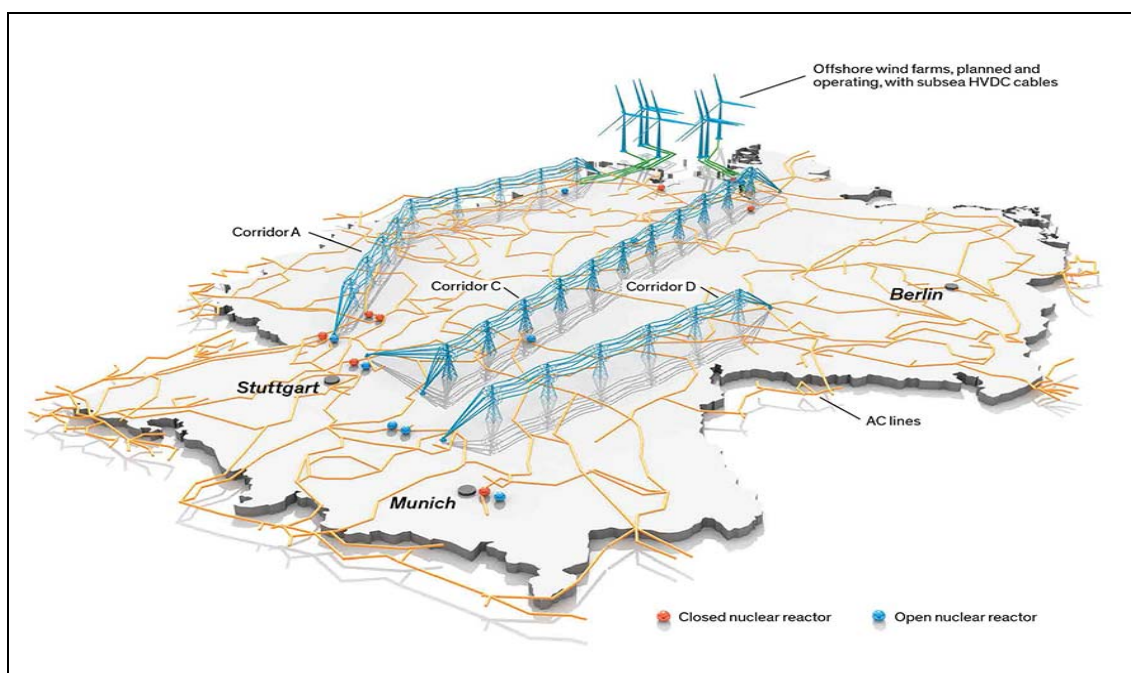 Offshore wind farms, planned and
operating, with subsea HVDC cables
Corridor A
Corridor C
Corridor D
Berlin
Stuttgart
AC lines
Munich
Closed nuclear reactor
Open nuclear reactor